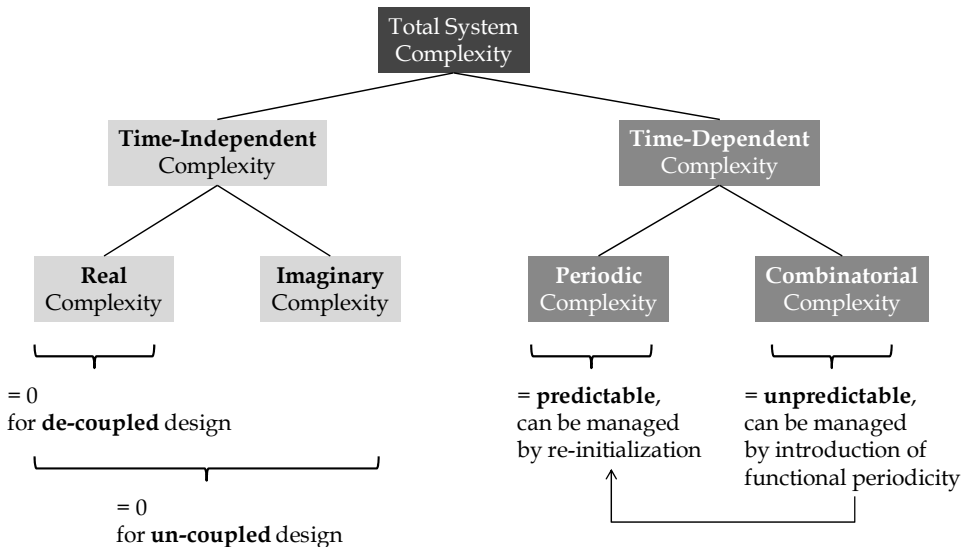 Total System
Complexity
Time-Independent
Complexity
Time-Dependent
Complexity
Real
Complexity
Imaginary
Complexity
Periodic
Complexity
Combinatorial
Complexity
= 0
for de-coupled design
= 0
for un-coupled design
= predictable,
can be managed
by re-initialization
= unpredictable,
can be managed
by introduction of
functional periodicity